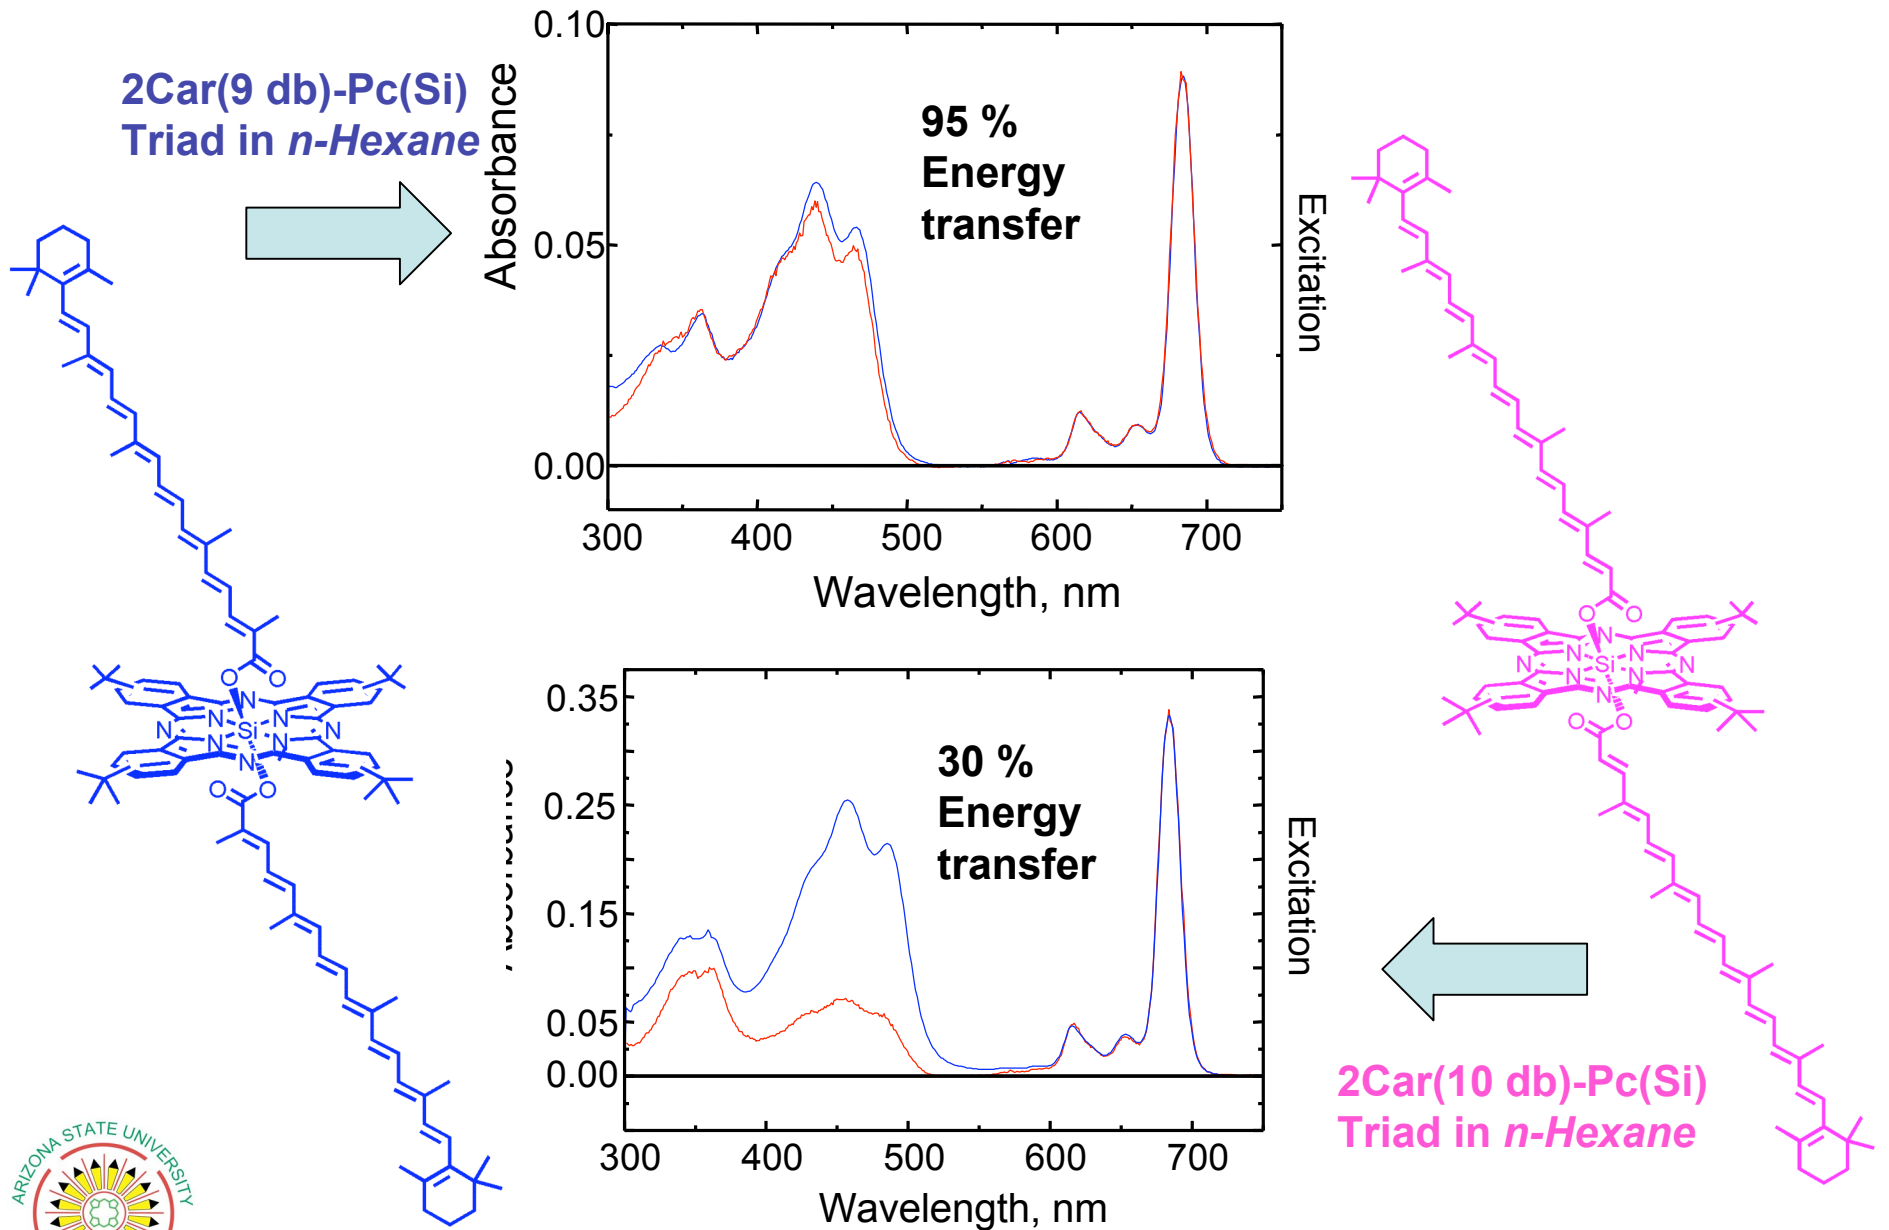 2Car(9 db)-Pc(Si)
Triad in n-Hexane
Absorbance
0.10
0.05
0.00
95 %
Energy
transfer
Excitation
300 400 500 600 700
Wavelength, nm
O
O
N
N
N
N
Si
N
N
N
N
O
O
0.35
0.25
0.15
0.05
0.00
30 %
Energy
transfer
Excitation
300 400 500 600 700
Wavelength, nm
O
O
N
N
N
N
Si
N
N
N
N
O
O
2Car(10 db)-Pc(Si)
Triad in n-Hexane
ARIZONA STATE UNIVERSITY